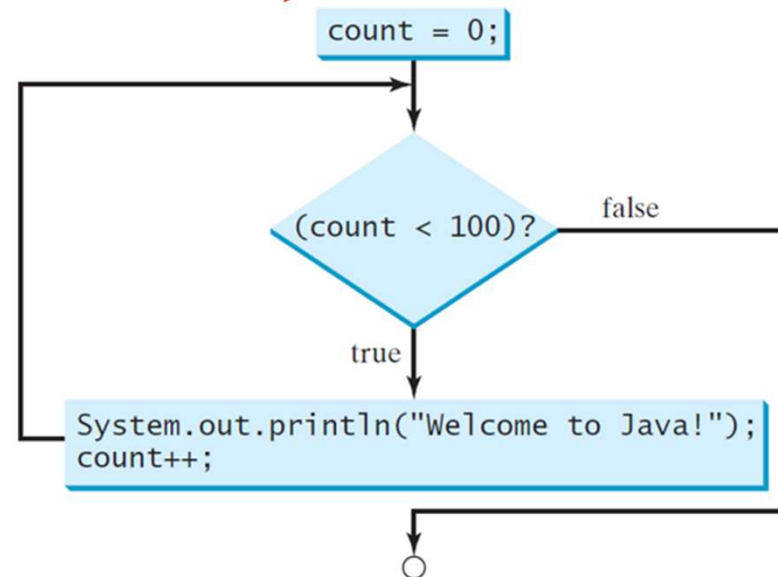 count = 0;
(count < 100)?
false
true
System.out.println("Welcome to Java!");
count++;